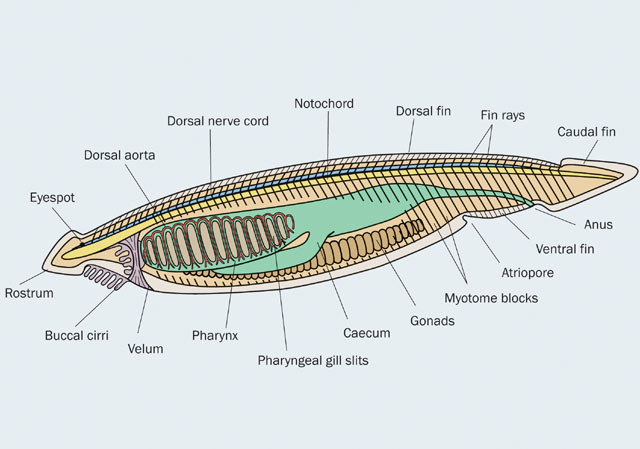 Notochord
Dorsal fin
Fin rays
Dorsal nerve cord
Caudal fin
Dorsal aorta
Eyespot
Anus
Ventral fin
Atriopore
Rostrum
Myotome blocks
Gonads
Buccal cirri
Pharynx
Caecum
Velum
Pharyngeal gill slits